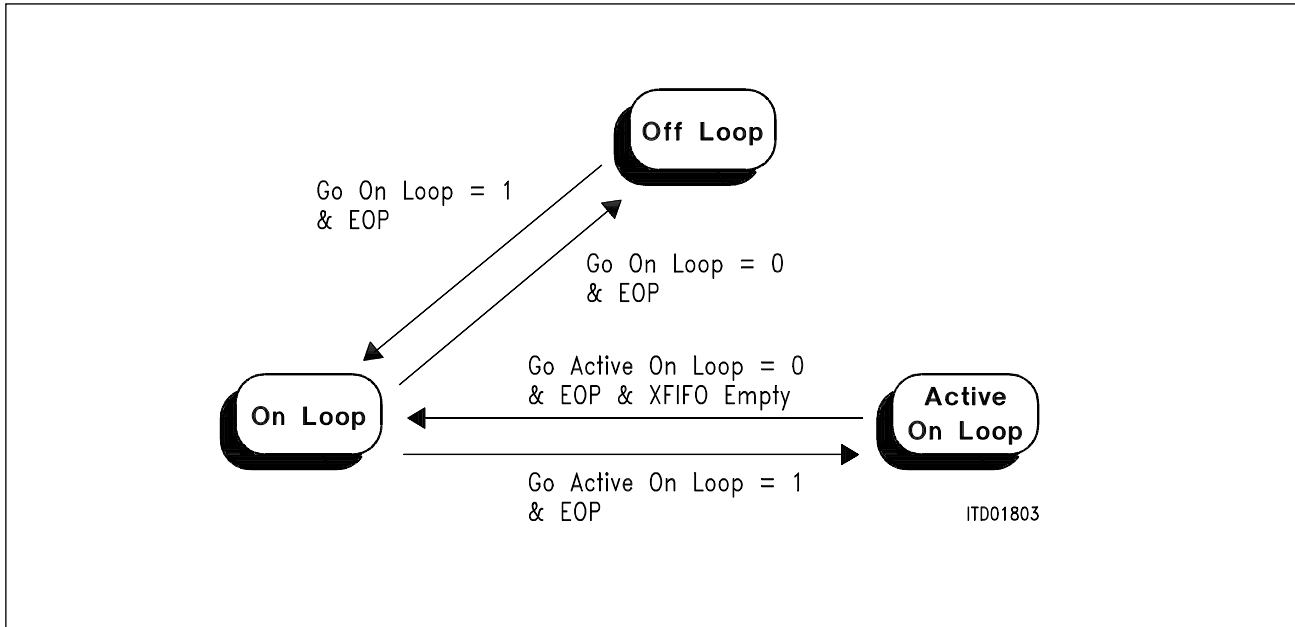 Off Loop
Go On Loop = 1
& EOP
Go On Loop = 0
& EOP
Go Active On Loop = 0
& EOP & XFIFO Empty
On Loop
Active
On Loop
Go Active On Loop = 1
& EOP
ITD01803